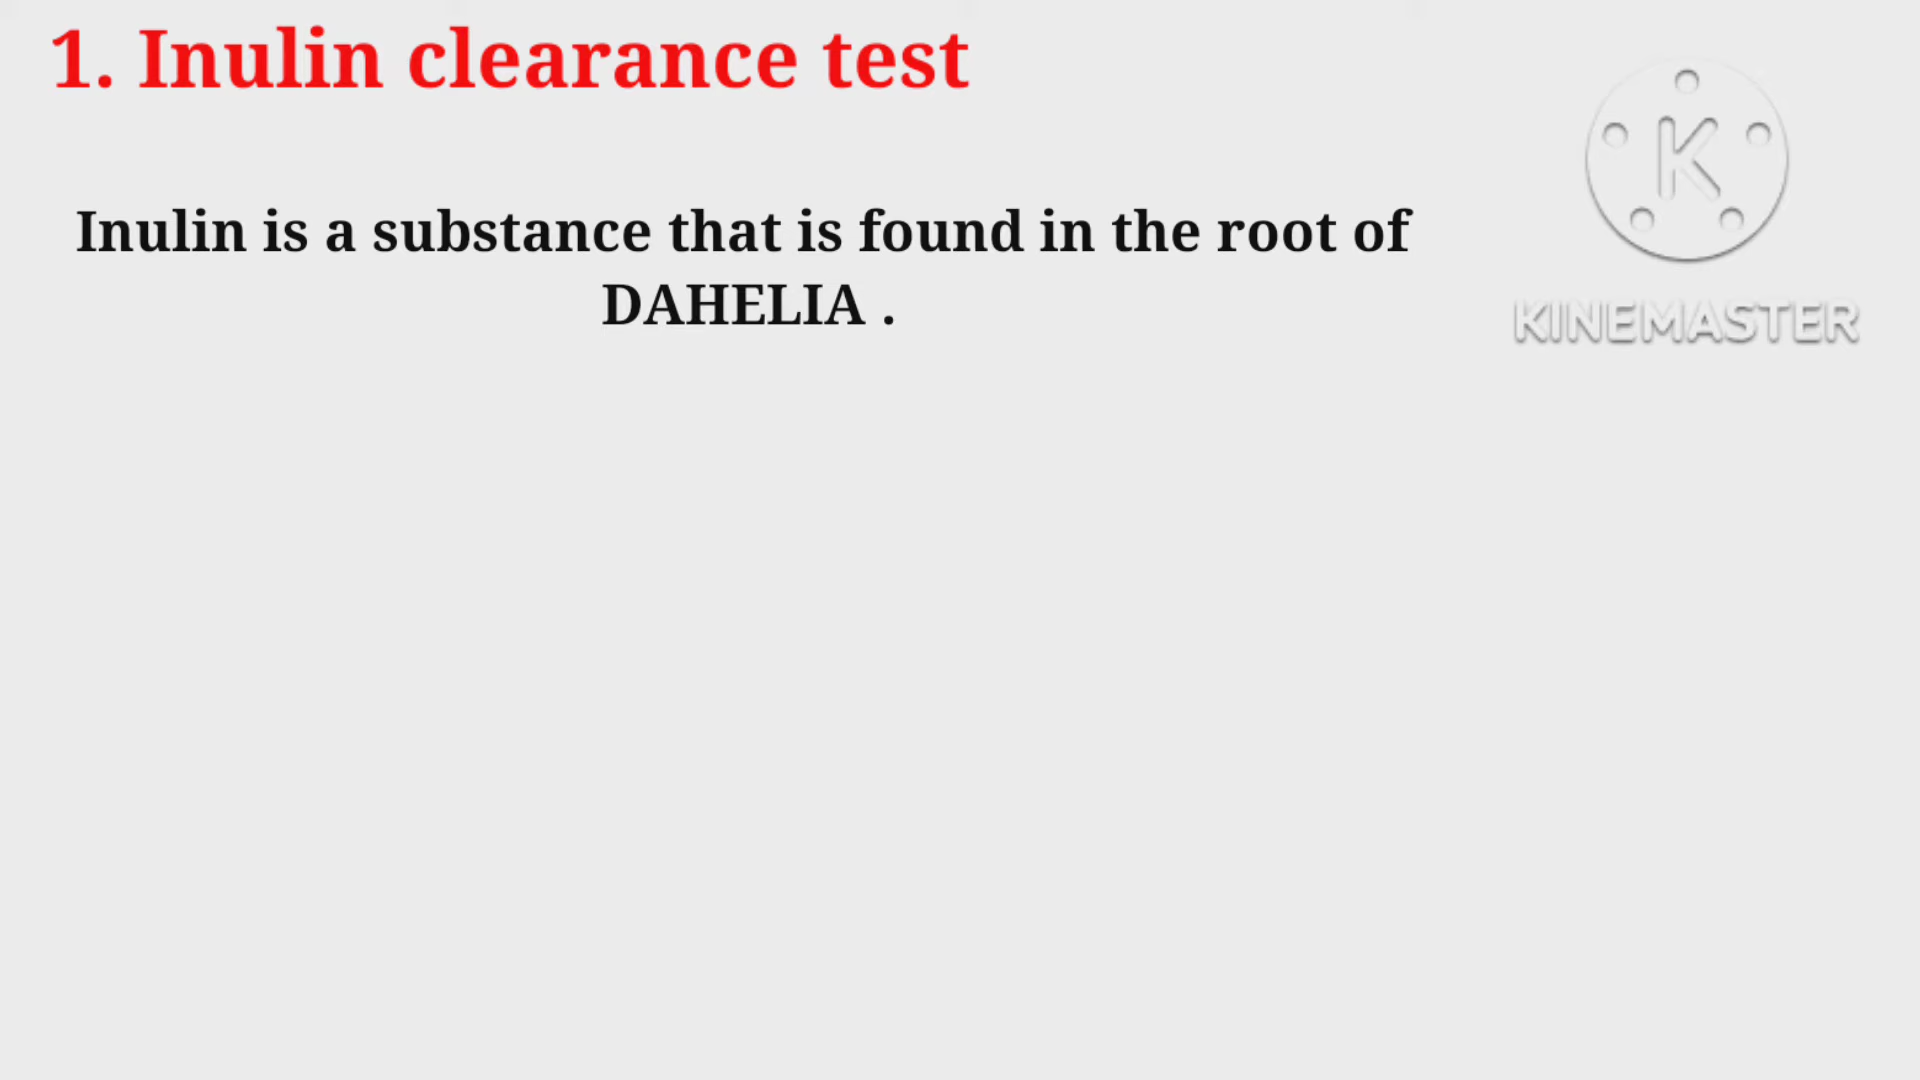 1. Inulin clearance test
Inulin is a substance that is found in the root of
DAHELIA .
K
KINEMASTER